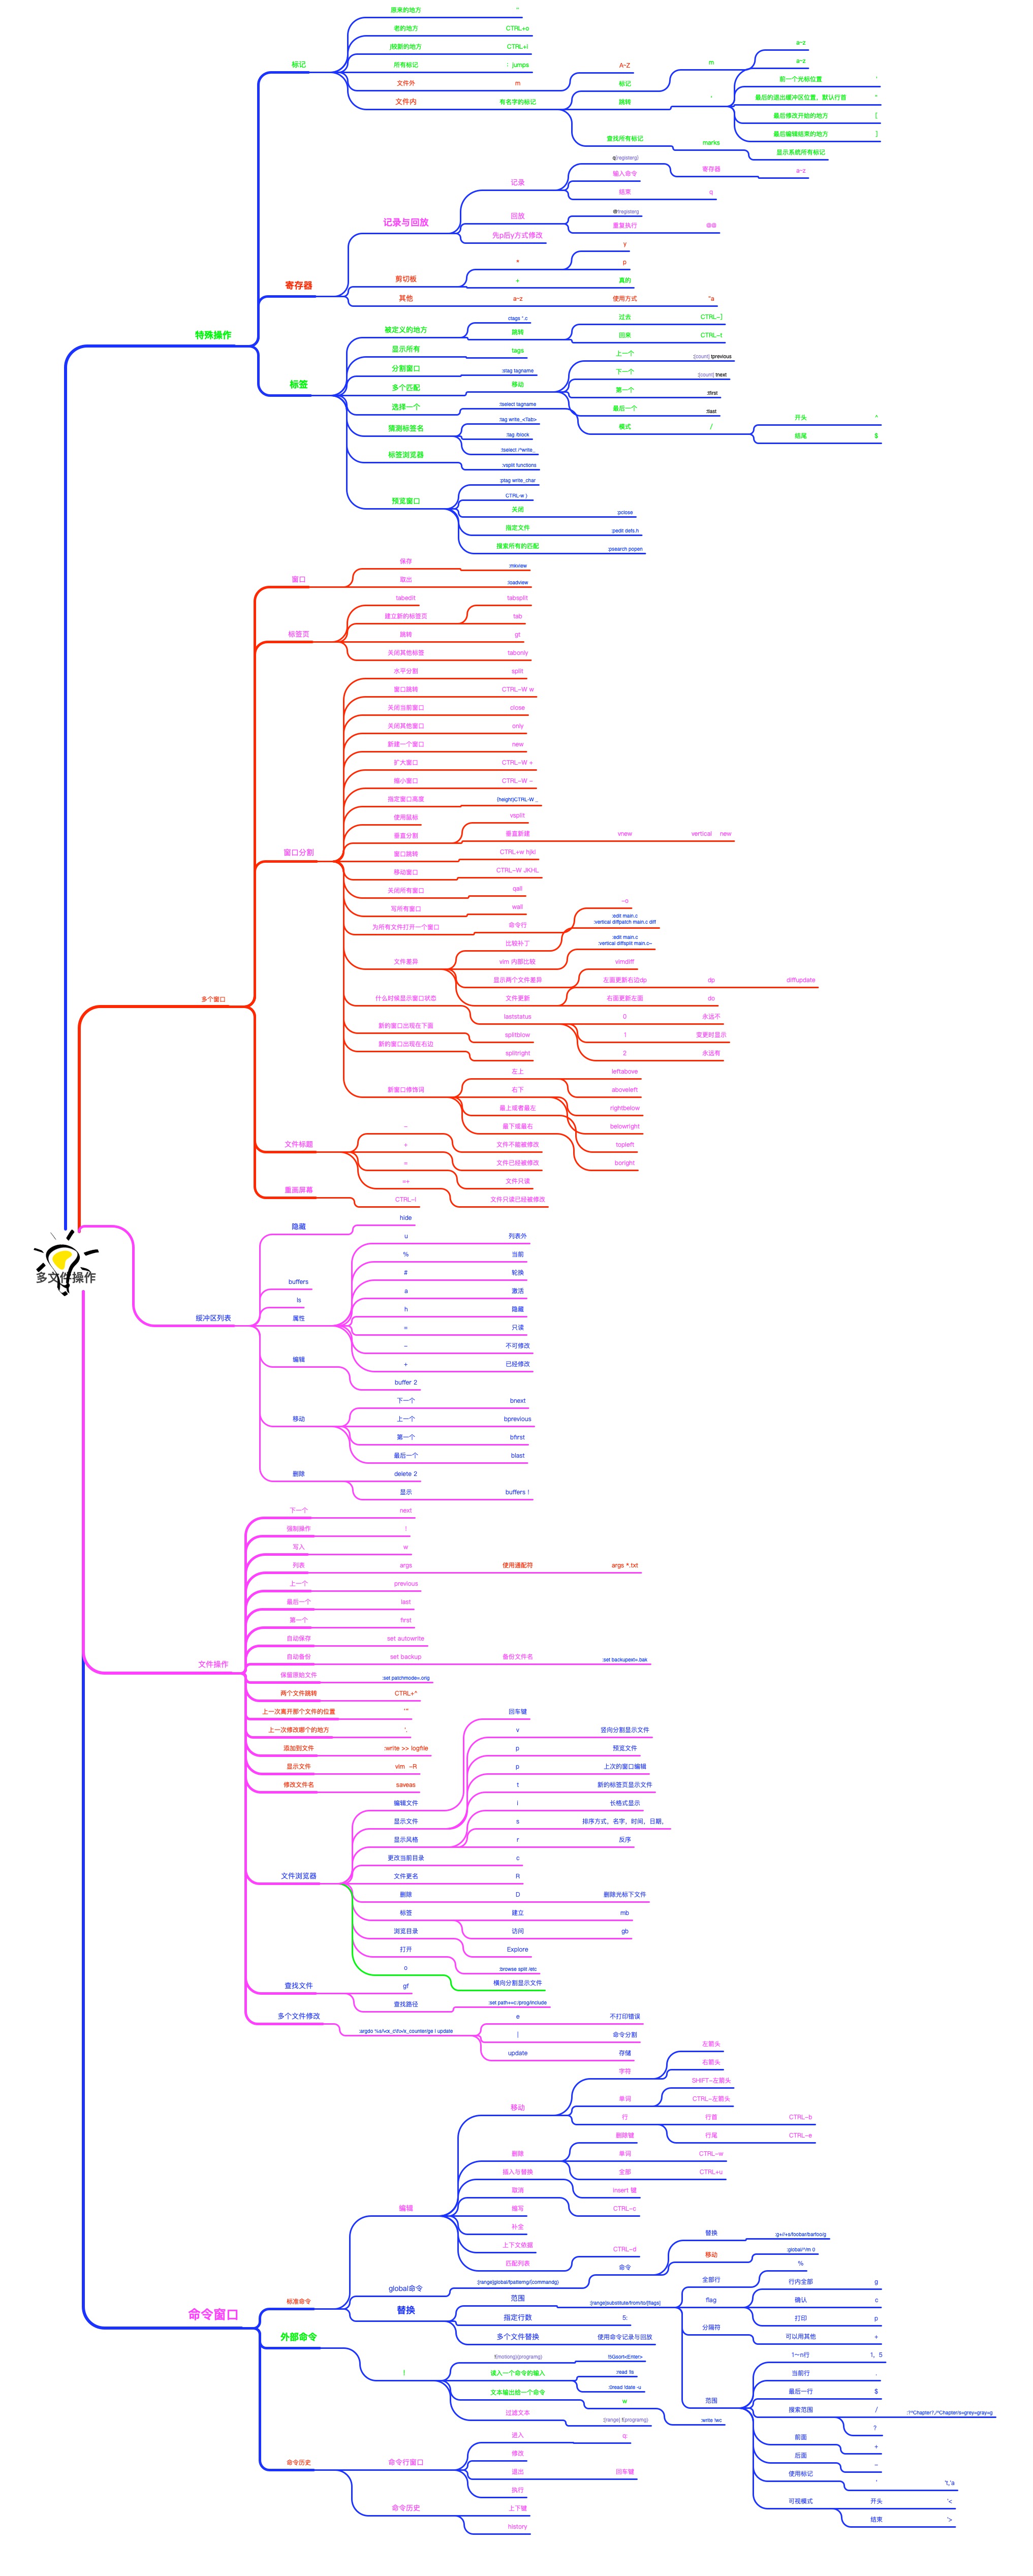 多文件操作
特殊操作
标记
原来的地方 "
老的地方 CTRL+o
j较新的地方 CTRL+i
所有标记 : jumps
文件外 m A-Z
文件内 有名字的标记
标记 m a-z
跳转 ' a-z
前一个光标位置 '
最后的退出缓冲区位置，默认行首 "
最后修改开始的地方 [
最后编辑结束的地方 ]
查找所有标记 marks 显示系统所有标记
寄存器
记录与回放
记录
q{registerg} 寄存器 a-z
输入命令
结束 q
回放
重复执行 @@
先p后y方式修改
剪切板
* y
p
+ 真的
其他 a-z 使用方式 "a
标签
被定义的地方
:ctags *.c
跳转
过去 CTRL-]
回来 CTRL-t
显示所有 tags
分割窗口 :stag tagname
多个匹配 移动
上一个 :[count] tprevious
下一个 :[count] tnext
第一个 :tfirst
最后一个 :tlast
模式 /
开头 ^
结尾 $
选择一个 :tselect tagname
猜测标签名
:tag write_<Tab>
:tag /block
:tselect /^write_
标签浏览器 :vsplit functions
预览窗口
:ptag write_char
CTRL-w }
关闭 :pclose
指定文件 :pedit defs.h
搜索所有的匹配 :psearch popen
多个窗口
窗口
保存 :mkview
取出 :loadview
标签页
tabedit
建立新的标签页
tabsplit
tab
跳转 gt
关闭其他标签 tabonly
窗口分割
水平分割 split
窗口跳转 CTRL-W w
关闭当前窗口 close
关闭其他窗口 only
新建一个窗口 new
扩大窗口 CTRL-W +
缩小窗口 CTRL-W -
指定窗口高度 {height}CTRL-W _
使用鼠标
垂直分割
vsplit
垂直新建 vnew vertical new
窗口跳转 CTRL+w hjkl
移动窗口 CTRL-W JKHL
关闭所有窗口 qall
写所有窗口 wall
为所有文件打开一个窗口 命令行 -o
文件差异
比较补丁
:edit main.c
:vertical diffpatch main.c diff
vim 内部比较
:edit main.c
:vertical diffsplit main.c~
显示两个文件差异 vimdiff
文件更新
左面更新右边dp dp diffupdate
右面更新左面 do
什么时候显示窗口状态 laststatus
0 永远不
1 变更时显示
2 永远有
新的窗口出现在下面 splitblow
新的窗口出现在右边 splitright
新窗口修饰词
左上 leftabove
aboveleft
右下 rightbelow
belowright
最上或者最左 topleft
最下或最右 boright
文件标题
- 文件不能被修改
+ 文件已经被修改
= 文件只读
=+ 文件只读已经被修改
重画屏幕 CTRL-l
缓冲区列表
隐藏 hide
buffers
ls
属性
u 列表外
% 当前
# 轮换
a 激活
h 隐藏
= 只读
- 不可修改
+ 已经修改
编辑 buffer 2
移动
下一个 bnext
上一个 bprevious
第一个 bfirst
最后一个 blast
删除
delete 2
显示 buffers !
文件操作
下一个 next
强制操作 !
写入 w
列表 args 使用通配符 args *.txt
上一个 previous
最后一个 last
第一个 first
自动保存 set autowrite
自动备份 set backup 备份文件名 :set backupext=.bak
保留原始文件 :set patchmode=.orig
两个文件跳转 CTRL+^
上一次离开那个文件的位置 '"
上一次修改哪个的地方 '.
添加到文件 :write >> logfile
显示文件 vim -R
修改文件名 saveas
文件浏览器
编辑文件 回车键
显示文件
v 竖向分割显示文件
p 预览文件
p 上次的窗口编辑
t 新的标签页显示文件
显示风格
i 长格式显示
s 排序方式，名字，时间，日期，
r 反序
更改当前目录 c
文件更名 R
删除 D 删除光标下文件
标签
建立 mb
访问 gb
浏览目录 Explore
打开 :browse split /etc
o 横向分割显示文件
查找文件
gf
查找路径 :set path+=c:/prog/include
多个文件修改 :argdo %s/\<x_c\t\>/x_counter/ge | update
e 不打印错误
| 命令分割
update 存储
命令窗口
标准命令
编辑
移动
字符
左箭头
右箭头
单词
SHIFT-左箭头
CTRL-左箭头
行
行首 CTRL-b
行尾 CTRL-e
删除
删除键
单词 CTRL-w
全部 CTRL+u
插入与替换 insert 键
取消 CTRL-c
缩写
补全
上下文依赖
匹配列表 CTRL-d
global命令 [range]global/{patterng/{commandg} 命令
替换 :g+//+s/foobar/barfoo/g
移动 :global/^/m 0
替换
范围 [range]substitute/from/to/[flags]
全部行 %
flag
行内全部 g
确认 c
打印 p
分隔符 可以用其他 +
范围
1~n行 1，5
当前行 .
最后一行 $
搜索范围
/ :?^Chapter?,/^Chapter/s=grey=gray=g
?
前面 +
后面 -
使用标记 ' 't,'a
可视模式
开头 '<
结束 '>
指定行数 5:
多个文件替换 使用命令记录与回放
外部命令
!
!{motiong}{programg} !5Gsort<Enter>
读入一个命令的输入
:read !ls
:0read !date -u
文本输出给一个命令 w :write !wc
过滤文本 [range] !{programg}
命令历史
命令行窗口
进入 q:
修改
退出 回车键
执行
命令历史
上下键
history